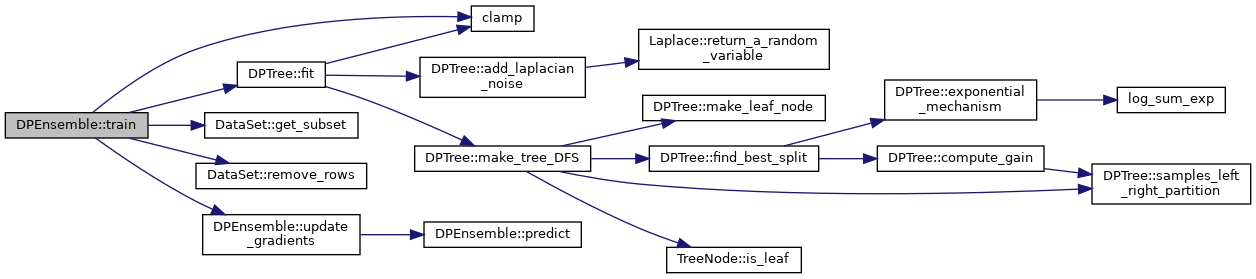 DPEnsemble::train
clamp
DPTree::fit
DataSet::get_subset
DataSet::remove_rows
DPEnsemble::update
_gradients
DPTree::add_laplacian
_noise
DPTree::make_tree_DFS
DPEnsemble::predict
Laplace::return_a_random
_variable
DPTree::make_leaf_node
DPTree::find_best_split
TreeNode::is_leaf
DPTree::exponential
_mechanism
DPTree::compute_gain
log_sum_exp
DPTree::samples_left
_right_partition